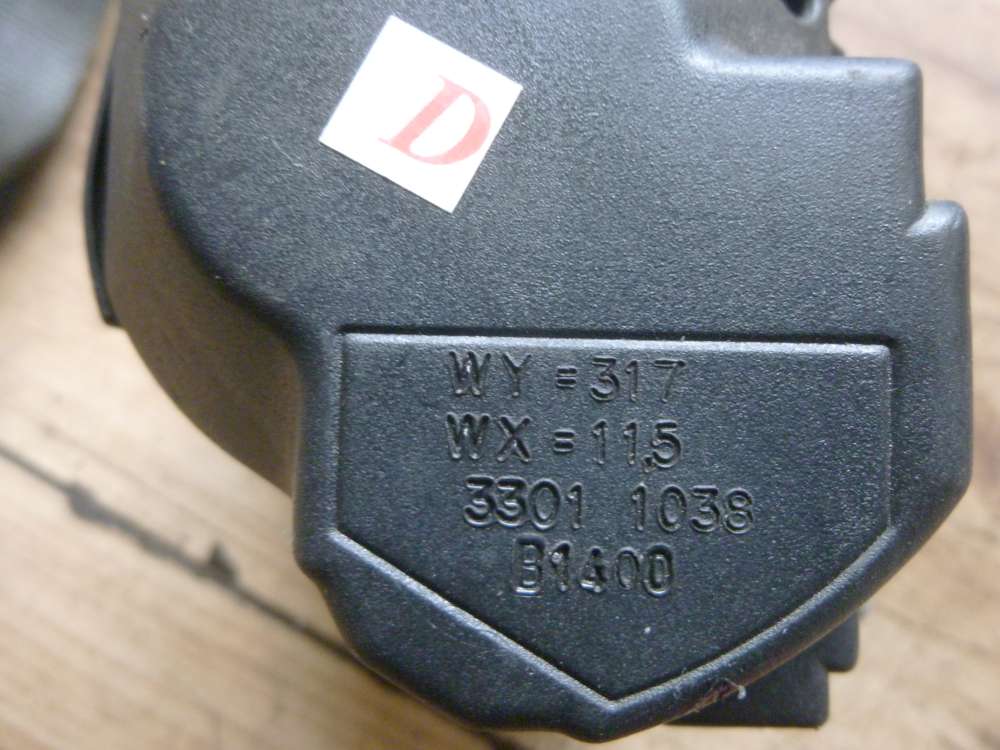 D
WY = 317
WX = 11,5
3301 1038
B1400